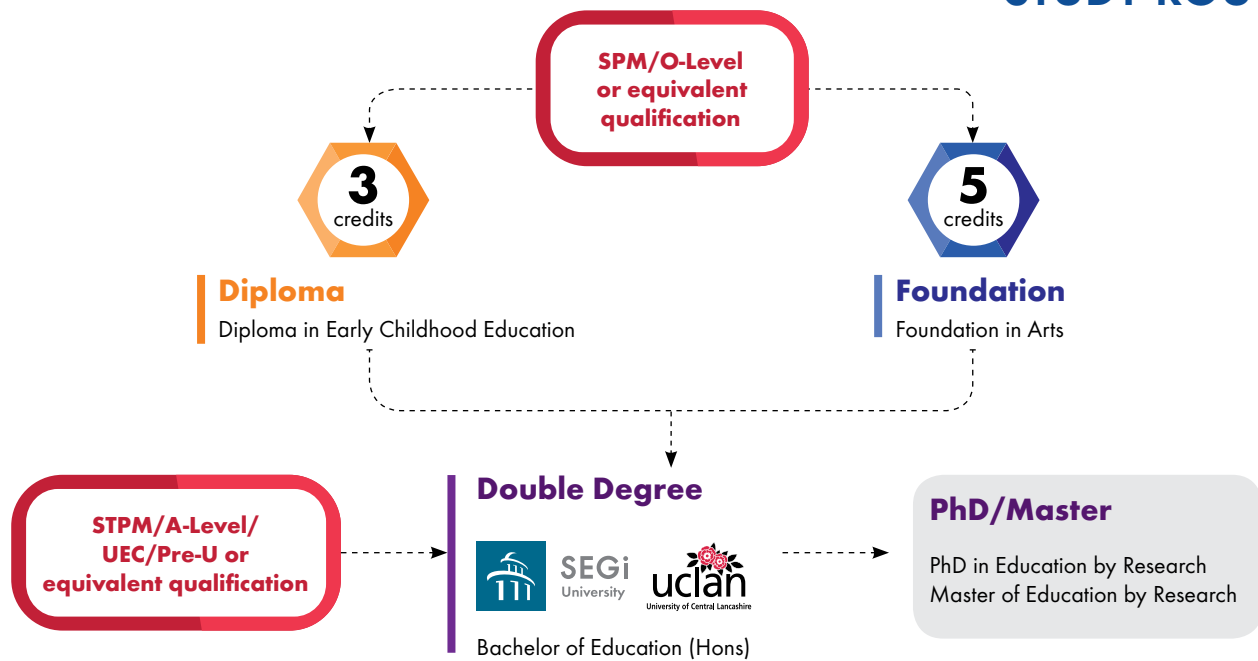 SPM/O-Level
or equivalent
qualification
3
credits
5
credits
Diploma
Diploma in Early Childhood Education
Foundation
Foundation in Arts
STPM/A-Level/
UEC/Pre-U or
equivalent qualification
Double Degree
SEGi
University
uclan
University of Central Lancashire
Bachelor of Education (Hons)
PhD/Master
PhD in Education by Research
Master of Education by Research